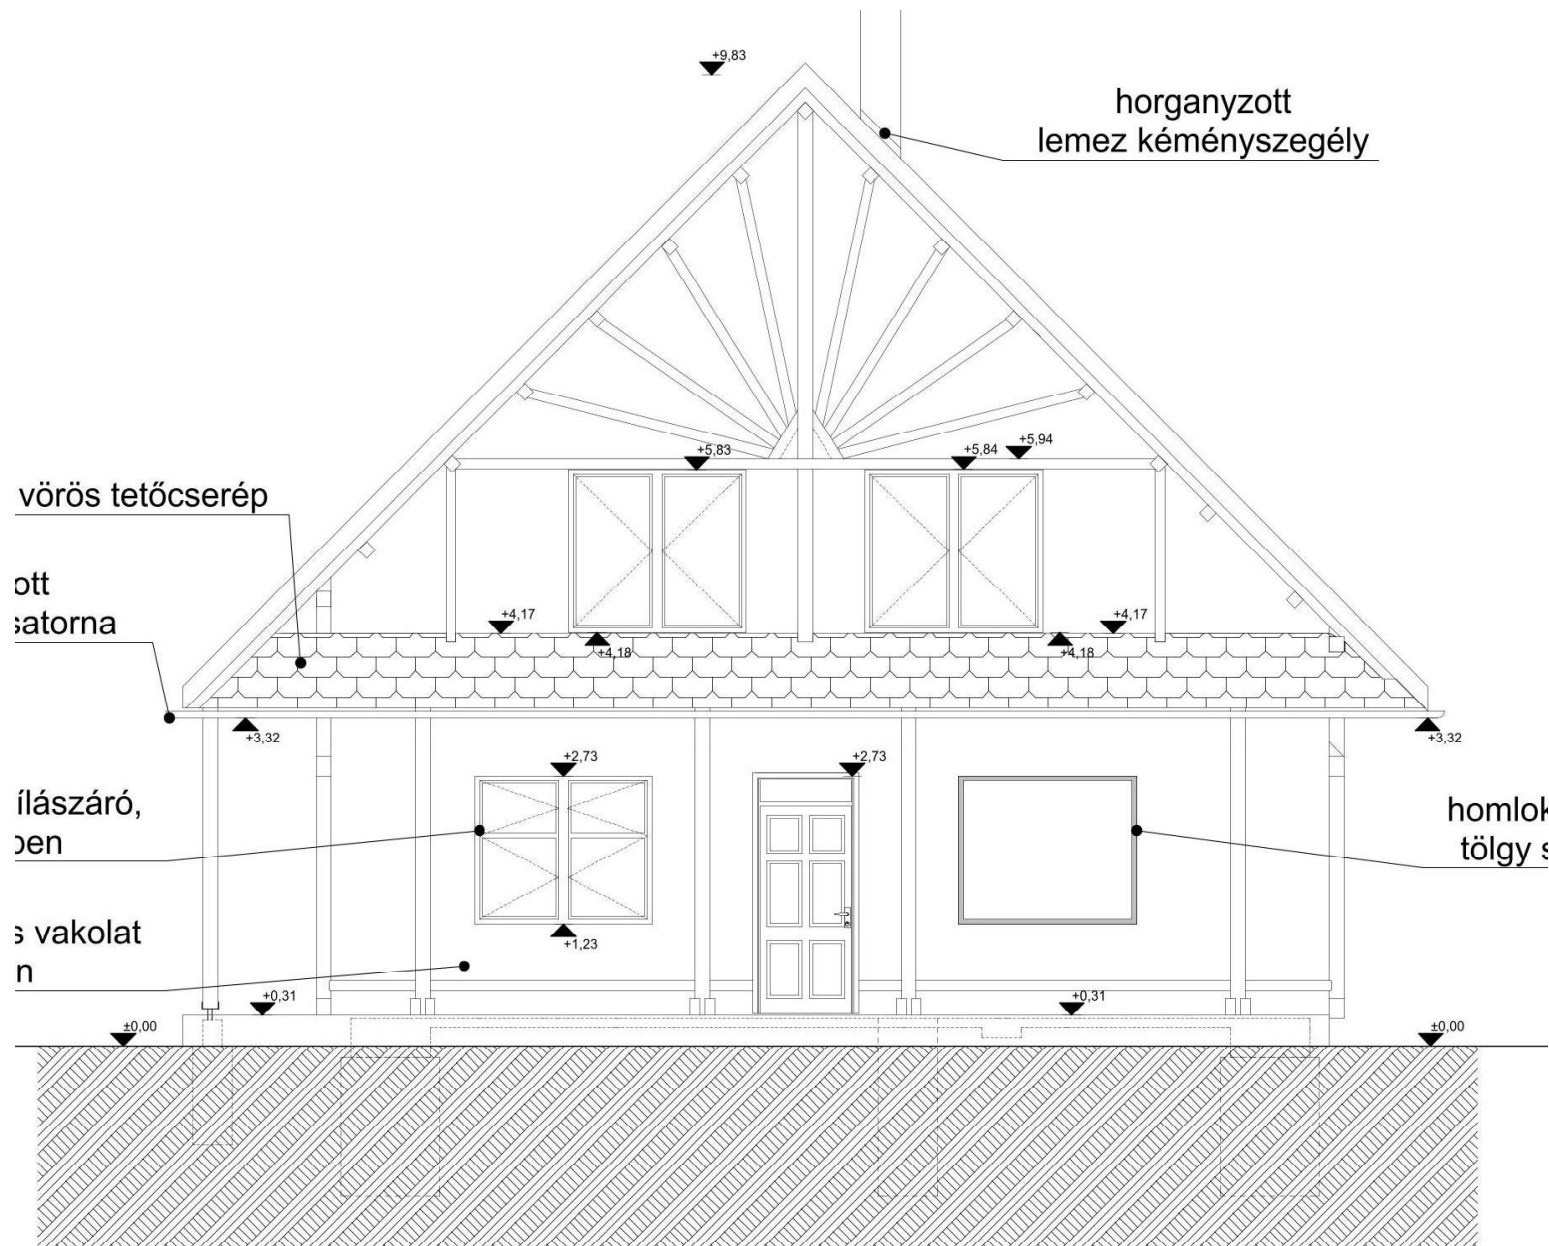 +9,83
horganyzott
lemez kéményszegély
+5,83
+5,84
+5,94
vörös tetőcserép
ott
satorna
+4,17
+4,17
+4,18
+4,18
+3,32
+3,32
+2,73
+2,73
ílászáró,
ben
homlok
tölgy s
s vakolat
n
+1,23
+0,31
+0,31
±0,00
±0,00